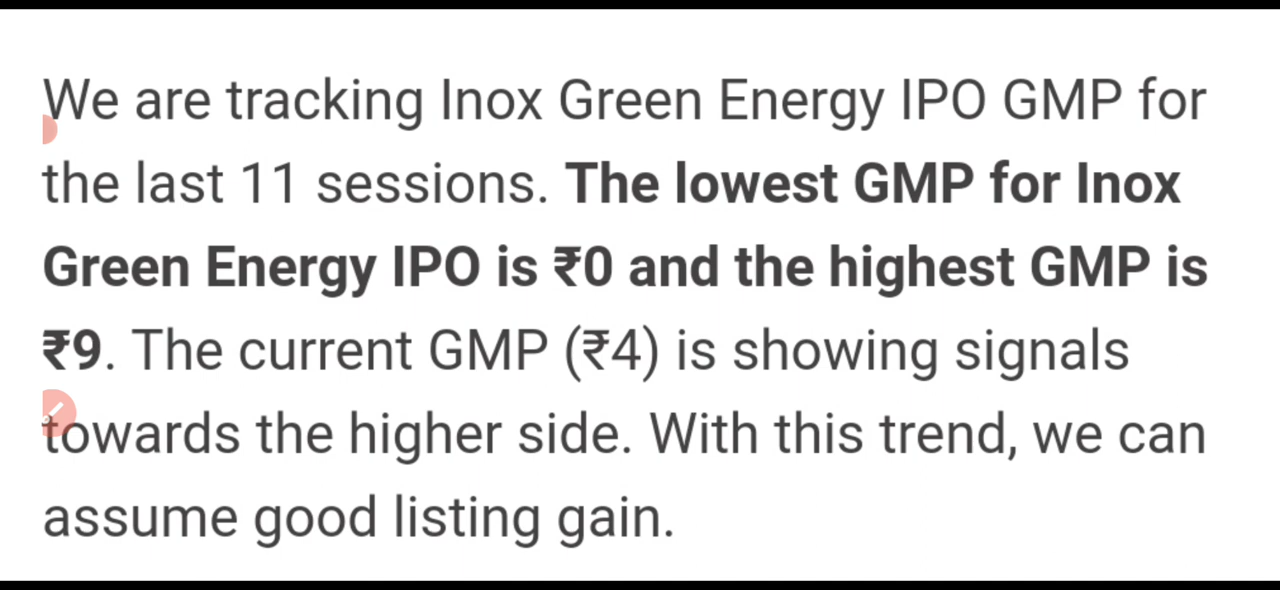 We are tracking Inox Green Energy IPO GMP for
the last 11 sessions. The lowest GMP for Inox
Green Energy IPO is ₹0 and the highest GMP is
₹9. The current GMP (₹4) is showing signals
towards the higher side. With this trend, we can
assume good listing gain.